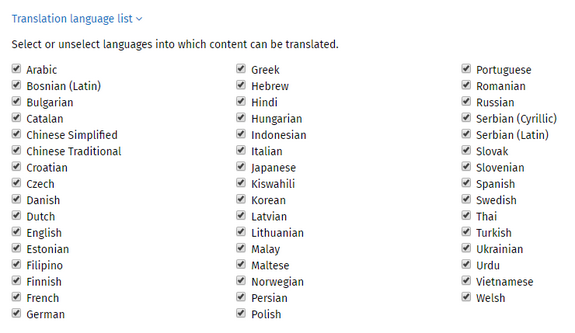 Translation language list
Select or unselect languages into which content can be translated.
Arabic
Bosnian (Latin)
Bulgarian
Catalan
Chinese Simplified
Chinese Traditional
Croatian
Czech
Danish
Dutch
English
Estonian
Filipino
Finnish
French
German
Greek
Hebrew
Hindi
Hungarian
Indonesian
Italian
Japanese
Kiswahili
Korean
Latvian
Lithuanian
Malay
Maltese
Norwegian
Persian
Polish
Portuguese
Romanian
Russian
Serbian (Cyrillic)
Serbian (Latin)
Slovak
Slovenian
Spanish
Swedish
Thai
Turkish
Ukrainian
Urdu
Vietnamese
Welsh